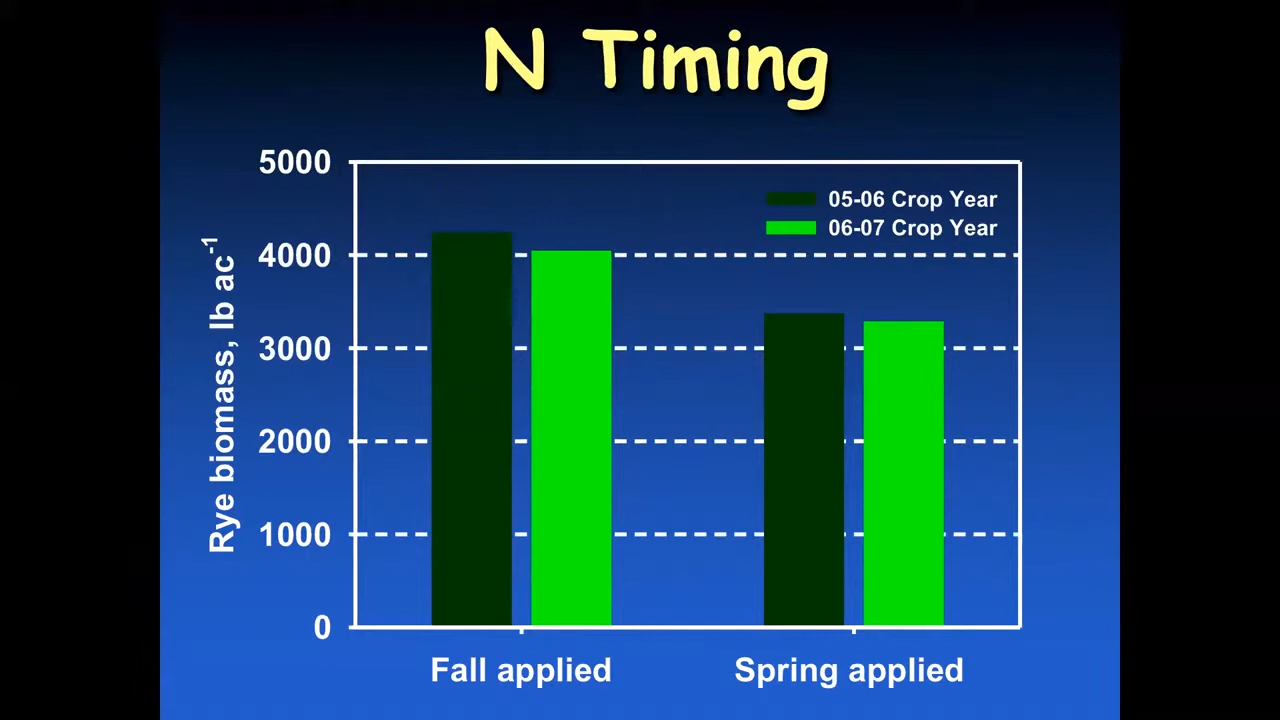 N Timing
5000
05-06 Crop Year
06-07 Crop Year
4000
3000
2000
1000
0
Rye biomass, lb ac-1
Fall applied
Spring applied